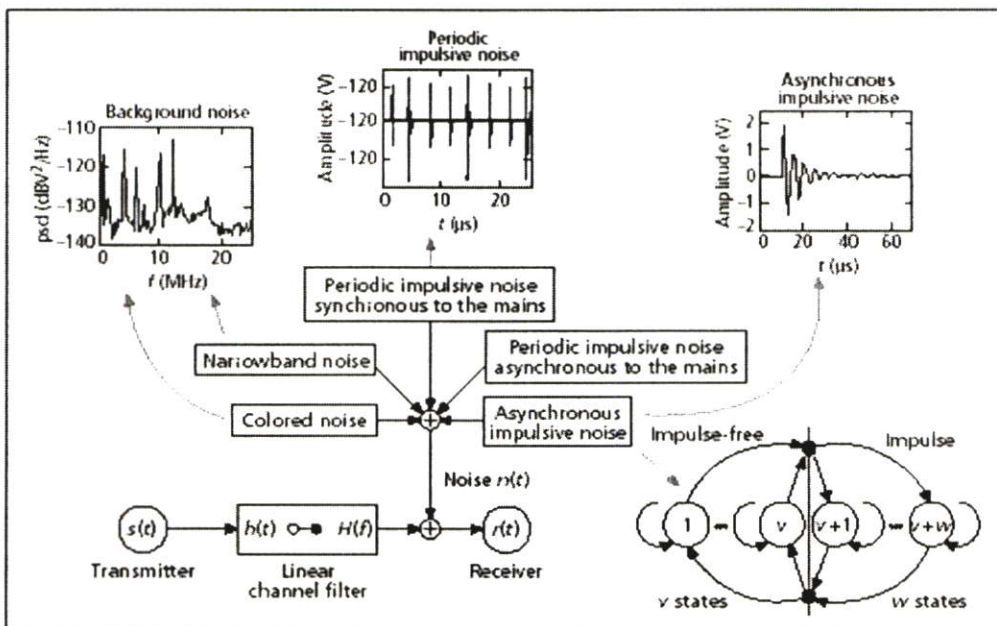 Periodic
impulsive noise
Amplitude (V)
−120
−120
−120
0 10 20
t (μs)
Background noise
psd (dBV²/Hz)
−110
−120
−130
−140
0 10 20
f (MHz)
Asynchronous
impulsive noise
Amplitude (V)
2
1
0
−1
−2
0 20 40 60
t (μs)
Periodic impulsive noise
synchronous to the mains
Narrowband noise
Periodic impulsive noise
asynchronous to the mains
Colored noise
+
Asynchronous
impulsive noise
Noise n(t)
s(t)
h(t) H(f)
+
r(t)
Transmitter
Linear
channel filter
Receiver
Impulse-free
Impulse
1 v v+1 v+w
v states
w states